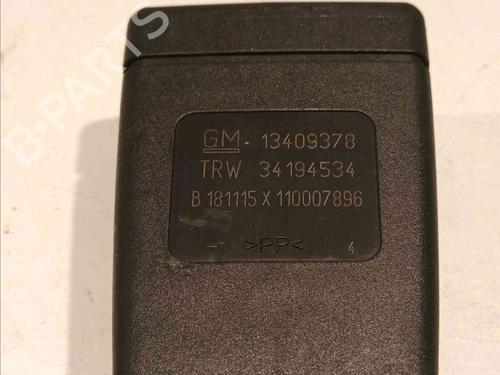 B-PARTS
GM - 13409378
TRW 34194534
B 181115 X 110007896
- >PP< 4